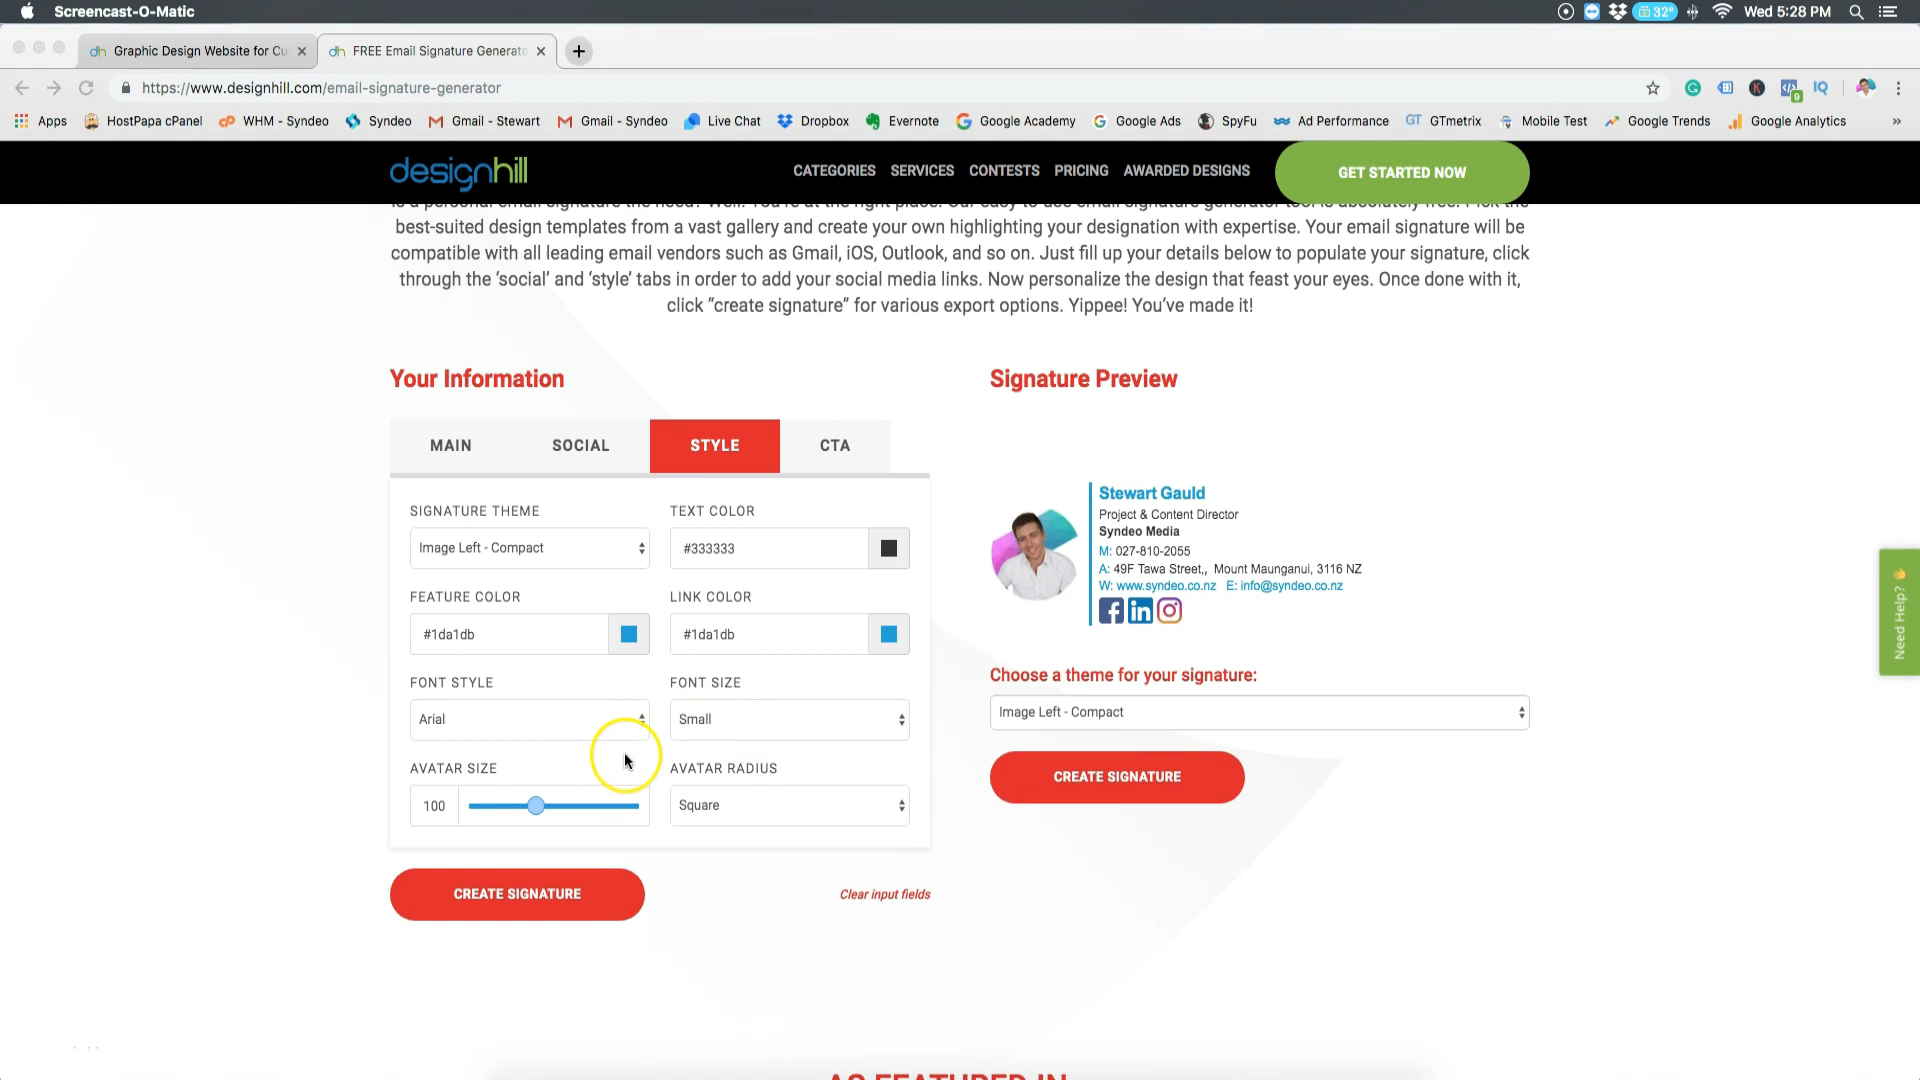 Screencast-O-Matic
32°
Wed 5:28 PM
dh Graphic Design Website for Cu
dh FREE Email Signature Generato
https://www.designhill.com/email-signature-generator
9
IQ
Apps
HostPapa cPanel
WHM - Syndeo
Syndeo
Gmail - Stewart
Gmail - Syndeo
Live Chat
Dropbox
Evernote
Google Academy
Google Ads
SpyFu
Ad Performance
GT GTmetrix
Mobile Test
Google Trends
Google Analytics
»
designhill
CATEGORIES
SERVICES
CONTESTS
PRICING
AWARDED DESIGNS
GET STARTED NOW
best-suited design templates from a vast gallery and create your own highlighting your designation with expertise. Your email signature will be
compatible with all leading email vendors such as Gmail, iOS, Outlook, and so on. Just fill up your details below to populate your signature, click
through the ‘social’ and ‘style’ tabs in order to add your social media links. Now personalize the design that feast your eyes. Once done with it,
click “create signature” for various export options. Yippee! You’ve made it!
Your Information
MAIN
SOCIAL
STYLE
CTA
SIGNATURE THEME
TEXT COLOR
Image Left - Compact
#333333
FEATURE COLOR
LINK COLOR
#1da1db
#1da1db
FONT STYLE
FONT SIZE
Arial
Small
AVATAR SIZE
AVATAR RADIUS
100
Square
CREATE SIGNATURE
Clear input fields
Signature Preview
Stewart Gauld
Project & Content Director
Syndeo Media
M: 027-810-2055
A: 49F Tawa Street,, Mount Maunganui, 3116 NZ
W: www.syndeo.co.nz E: info@syndeo.co.nz
Choose a theme for your signature:
Image Left - Compact
CREATE SIGNATURE
Need Help?
AS FEATURED IN